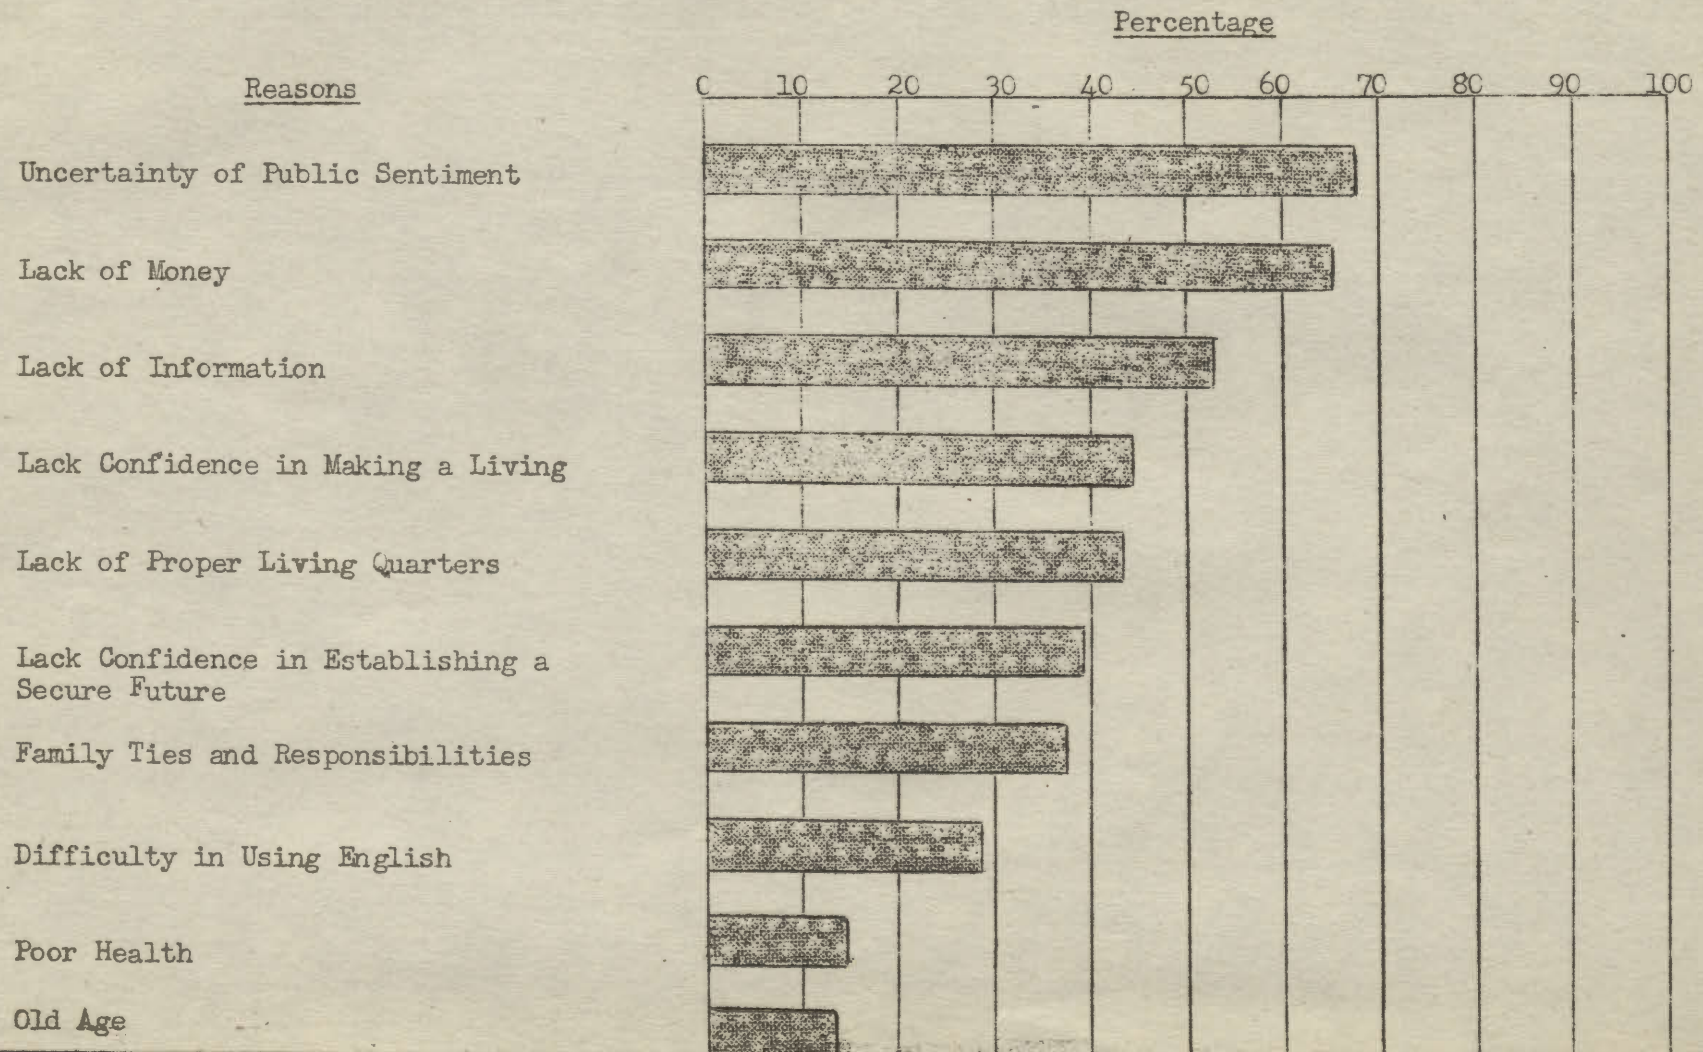 Percentage
Reasons 0 10 20 30 40 50 60 70 80 90 100
Uncertainty of Public Sentiment
Lack of Money
Lack of Information
Lack Confidence in Making a Living
Lack of Proper Living Quarters
Lack Confidence in Establishing a
Secure Future
Family Ties and Responsibilities
Difficulty in Using English
Poor Health
Old Age